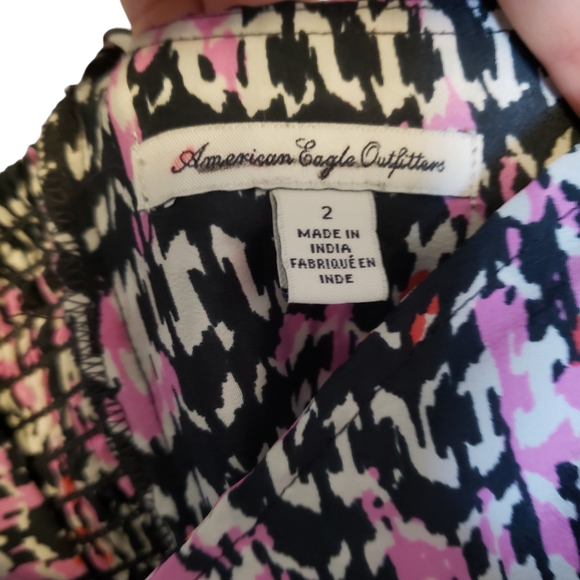 American Eagle Outfitters
2
MADE IN
INDIA
FABRIQUÉ EN
INDE